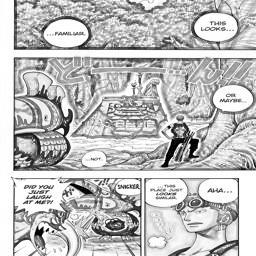 THIS
LOOKS...
...FAMILIAR.
OR
MAYBE...
...NOT.
AHA...
...THIS
PLACE JUST
LOOKS
SIMILAR.
SNICKER
DID YOU
JUST
LAUGH
AT ME?!